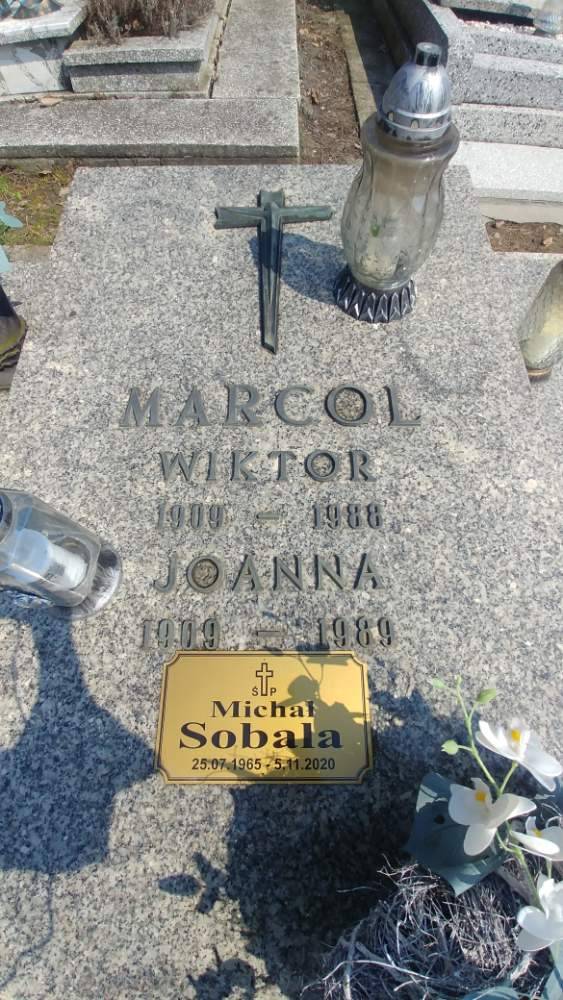 MARCOL
WIKTOR
1909 – 1988
JOANNA
1909 – 1989
Ś P
Michał
Sobala
25.07.1965 - 5.11.2020